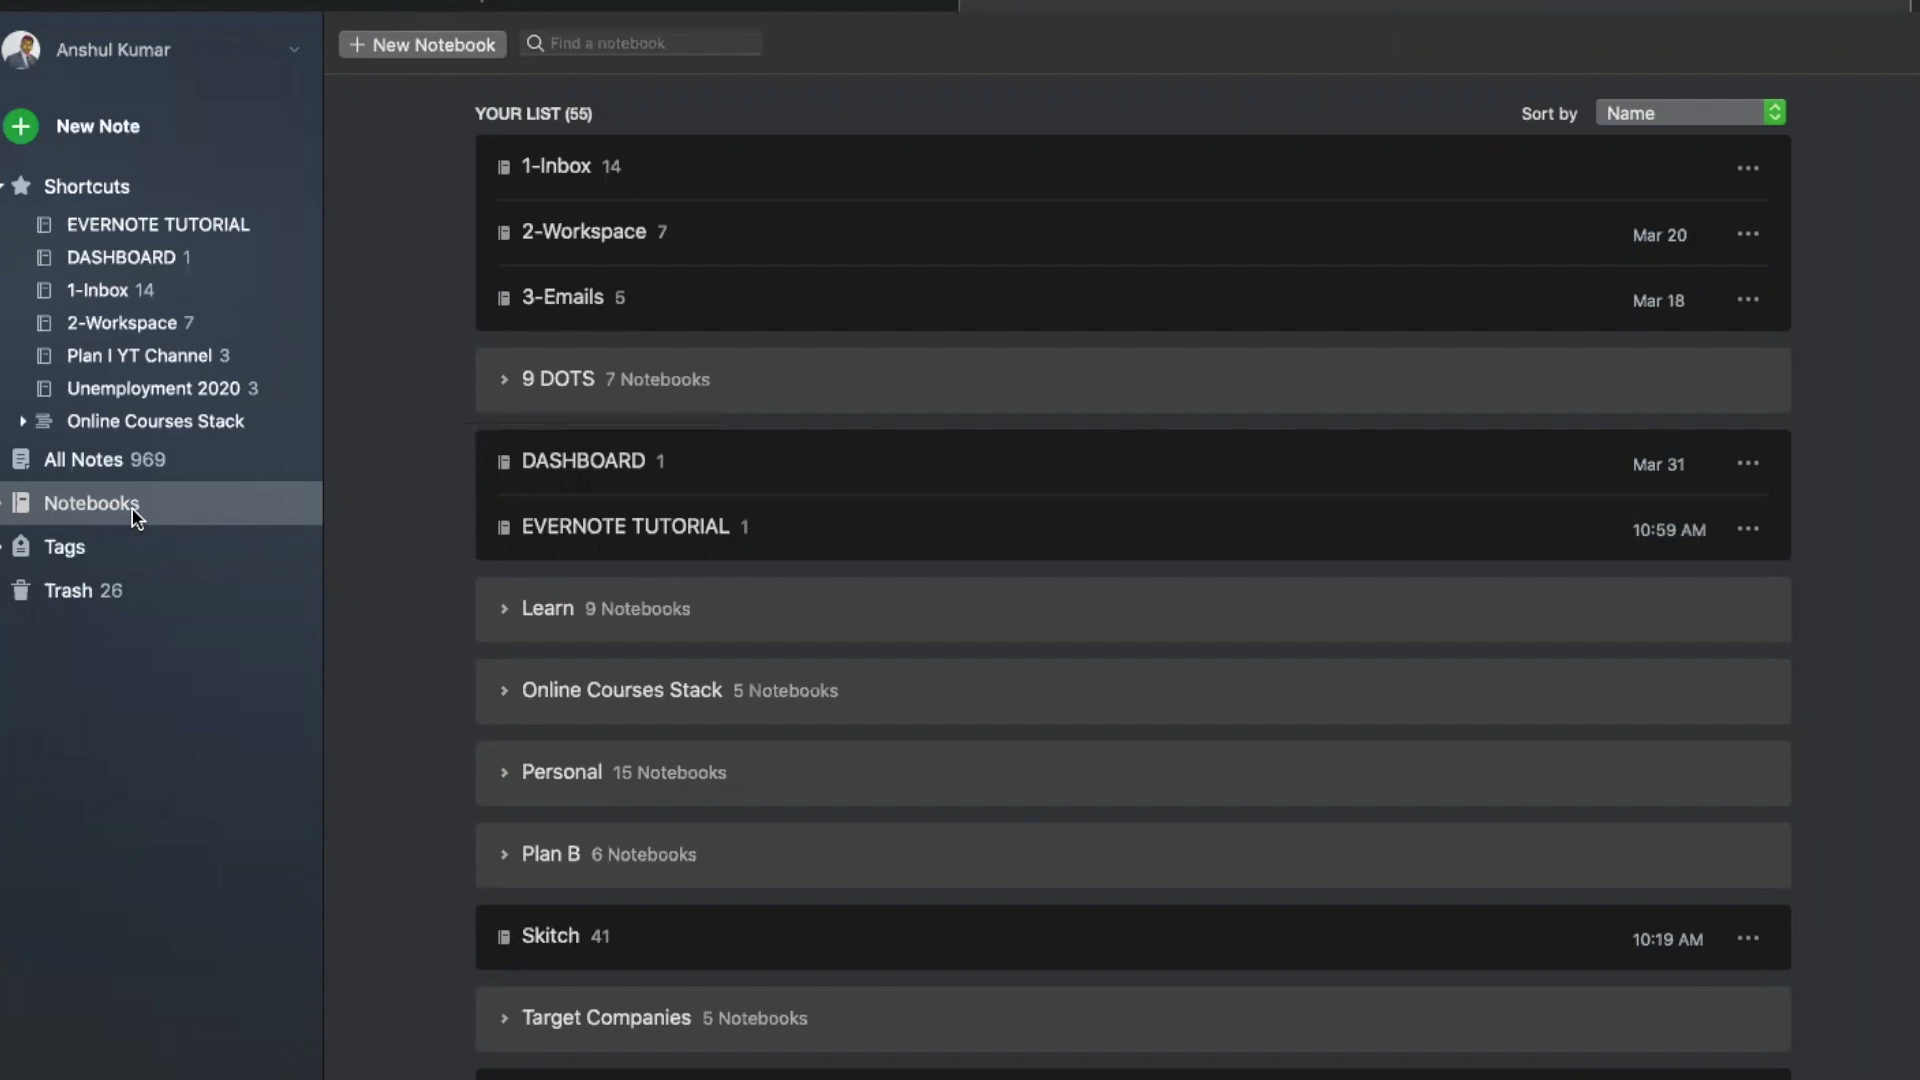 Anshul Kumar
New Note
Shortcuts
EVERNOTE TUTORIAL
DASHBOARD 1
1-Inbox 14
2-Workspace 7
Plan I YT Channel 3
Unemployment 2020 3
Online Courses Stack
All Notes 969
Notebooks
Tags
Trash 26
+ New Notebook
Find a notebook
YOUR LIST (55)
Sort by Name
1-Inbox 14
2-Workspace 7 Mar 20
3-Emails 5 Mar 18
9 DOTS 7 Notebooks
DASHBOARD 1 Mar 31
EVERNOTE TUTORIAL 1 10:59 AM
Learn 9 Notebooks
Online Courses Stack 5 Notebooks
Personal 15 Notebooks
Plan B 6 Notebooks
Skitch 41 10:19 AM
Target Companies 5 Notebooks